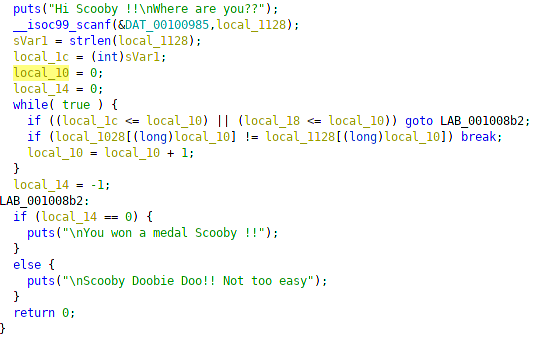 puts("Hi Scooby !!\nWhere are you??");
__isoc99_scanf(&DAT_00100985,local_1128);
sVar1 = strlen(local_1128);
local_1c = (int)sVar1;
local_10 = 0;
local_14 = 0;
while( true ) {
if ((local_1c <= local_10) || (local_18 <= local_10)) goto LAB_001008b2;
if (local_1028[(long)local_10] != local_1128[(long)local_10]) break;
local_10 = local_10 + 1;
}
local_14 = -1;
LAB_001008b2:
if (local_14 == 0) {
puts("\nYou won a medal Scooby !!");
}
else {
puts("\nScooby Doobie Doo!! Not too easy");
}
return 0;
}